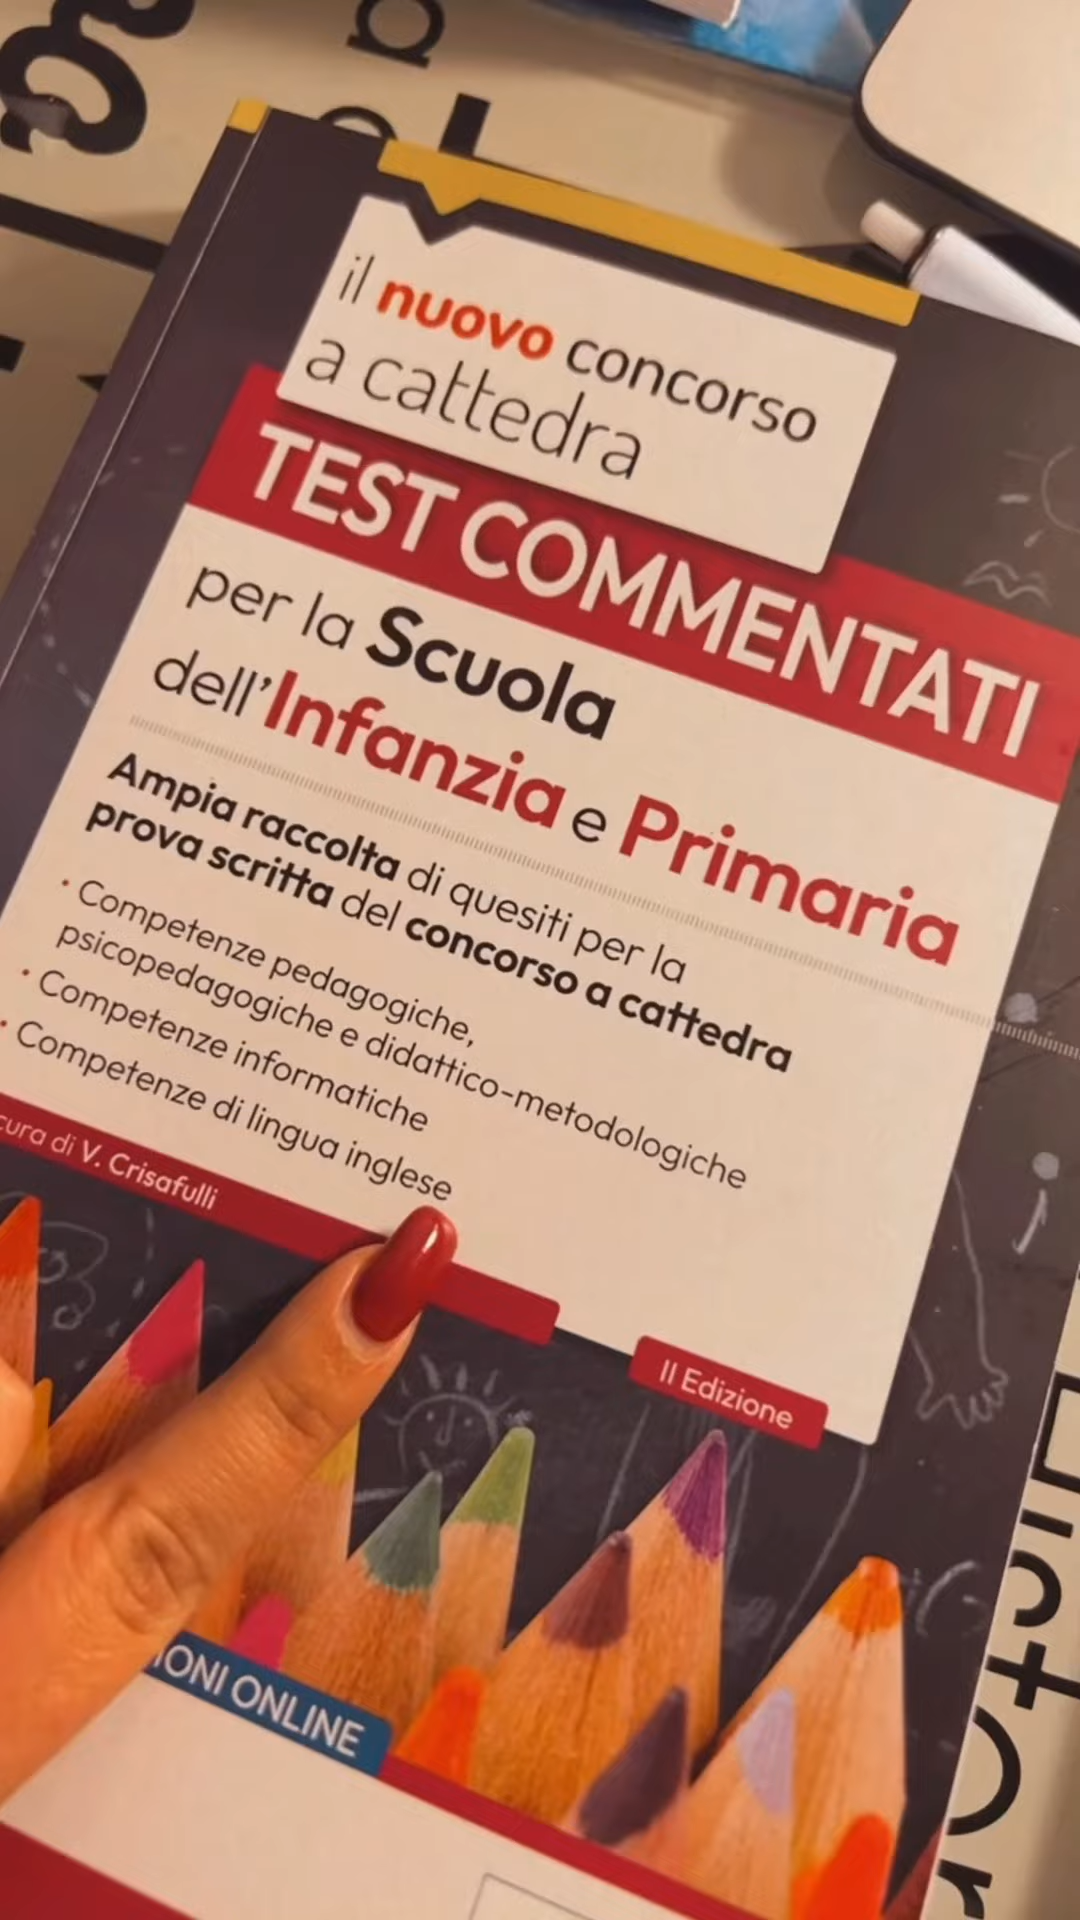 il nuovo concorso
a cattedra
TEST COMMENTATI
per la Scuola
dell'Infanzia e Primaria
Ampia raccolta di quesiti per la
prova scritta del concorso a cattedra
• Competenze pedagogiche,
psicopedagogiche e didattico-metodologiche
• Competenze informatiche
• Competenze di lingua inglese
cura di V. Crisafulli
II Edizione
IONI ONLINE